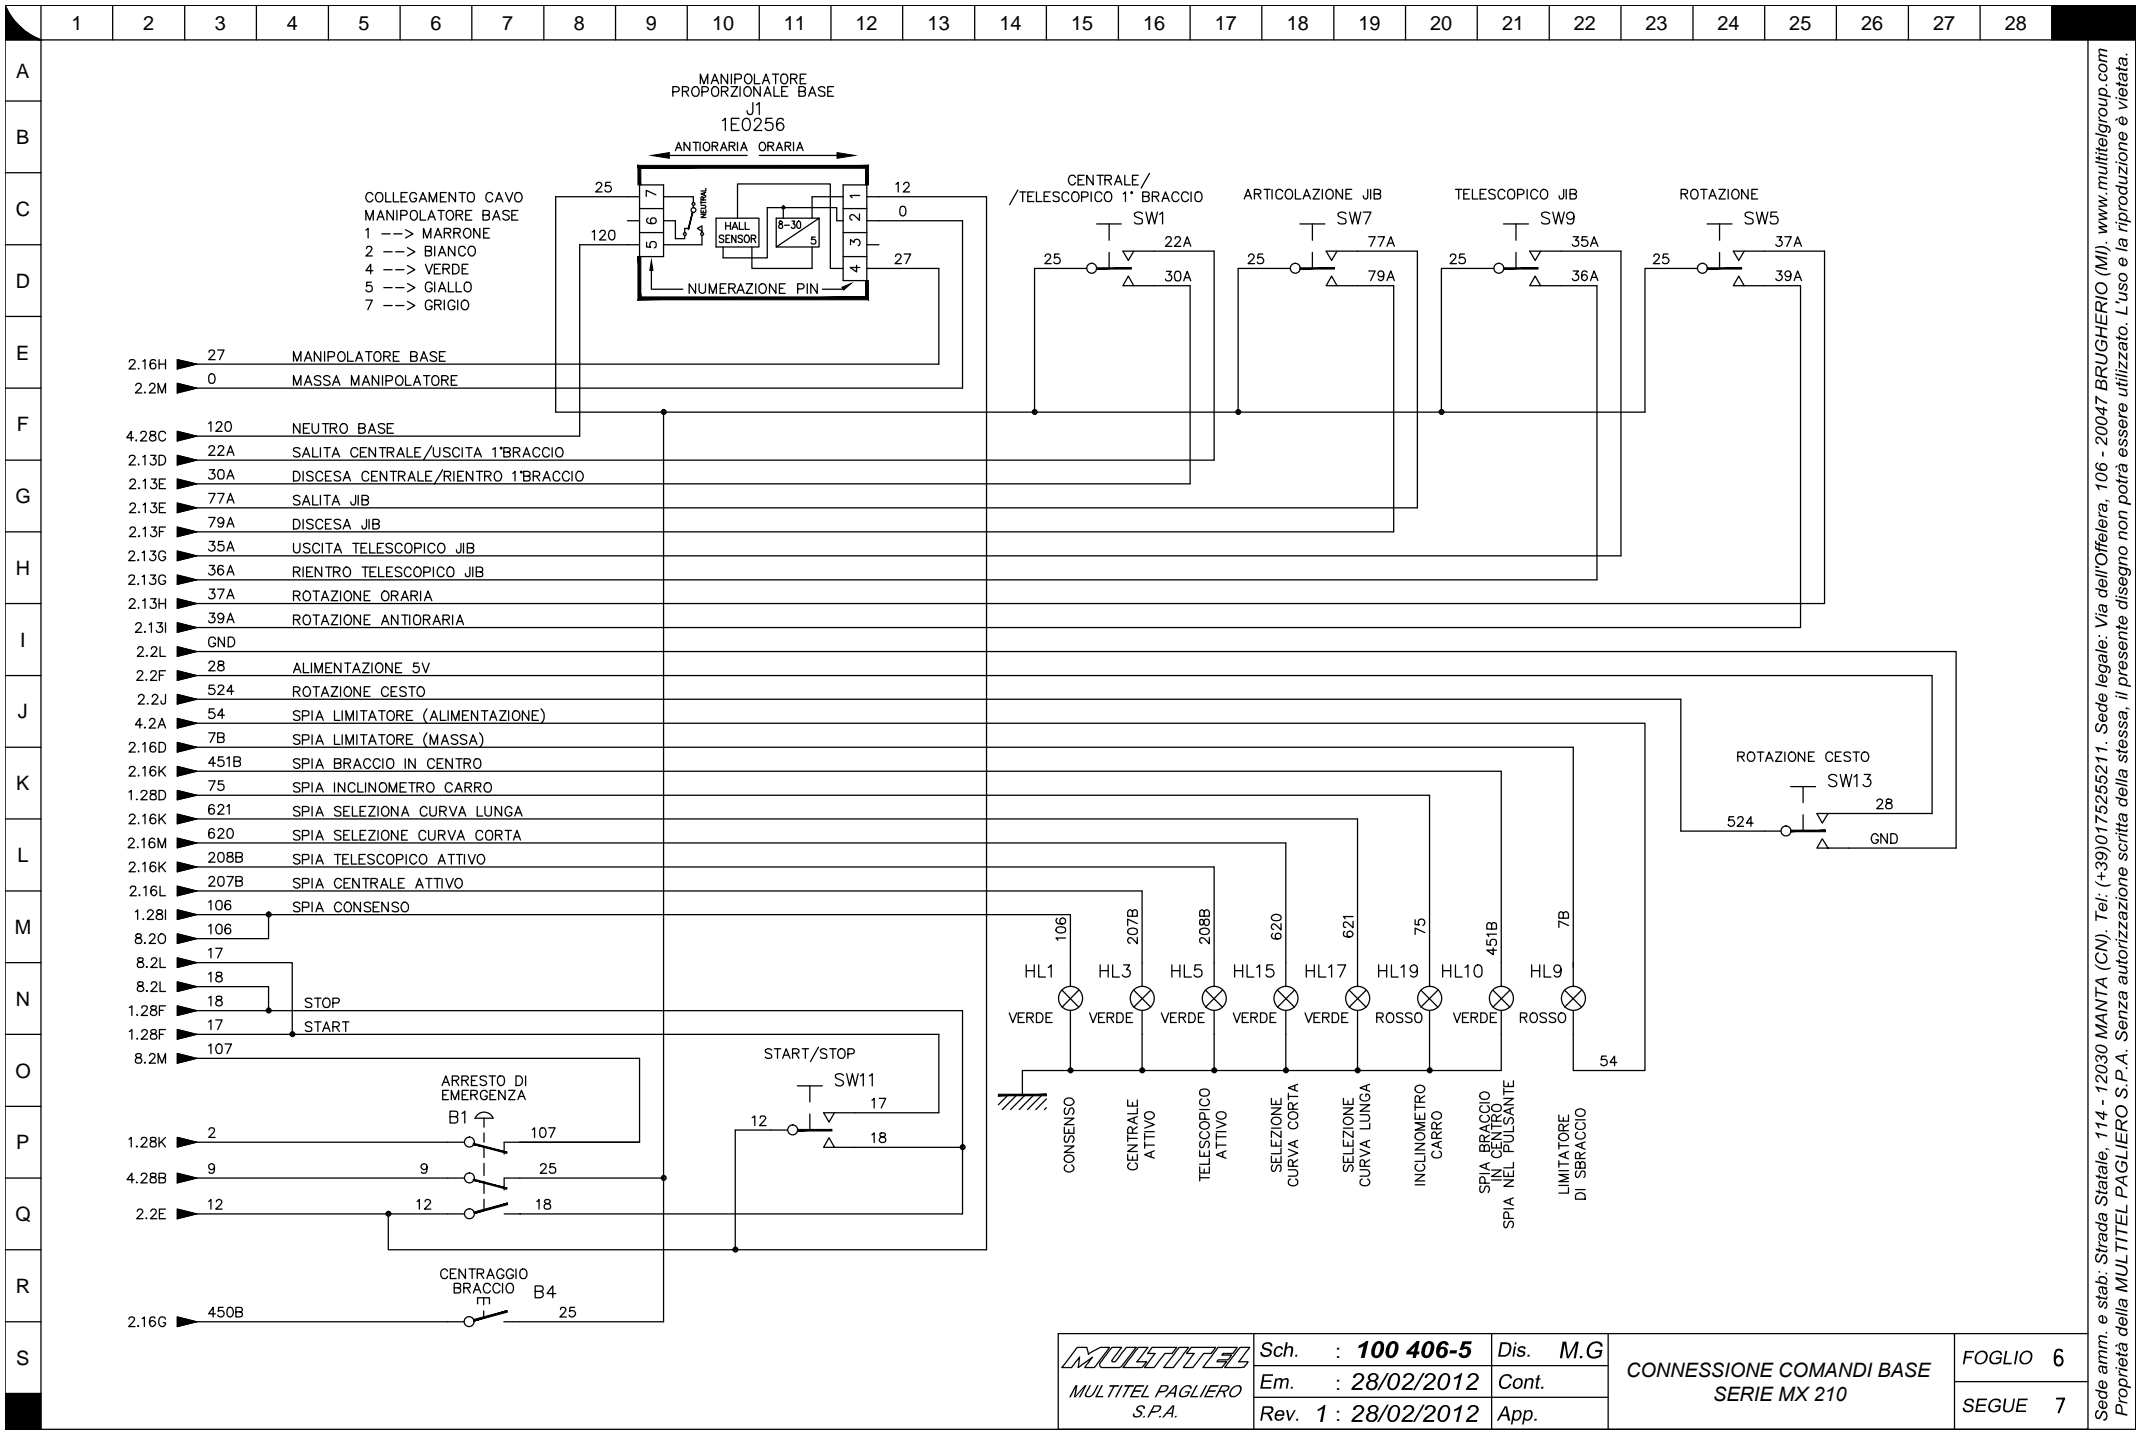 1 2 3 4 5 6 7 8 9 10 11 12 13 14 15 16 17 18 19 20 21 22 23 24 25 26 27 28
A
B
C
D
E
F
G
H
I
J
K
L
M
N
O
P
Q
R
S
MANIPOLATORE
PROPORZIONALE BASE
J1
1E0256
ANTIORARIA ORARIA
25
120
7
6
5
NEUTRAL
HALL
SENSOR
8-30
5
1
2
3
4
12
0
27
NUMERAZIONE PIN
COLLEGAMENTO CAVO
MANIPOLATORE BASE
1 --> MARRONE
2 --> BIANCO
4 --> VERDE
5 --> GIALLO
7 --> GRIGIO
CENTRALE/
/TELESCOPICO 1° BRACCIO
SW1
25
22A
30A
ARTICOLAZIONE JIB
SW7
25
77A
79A
TELESCOPICO JIB
SW9
25
35A
36A
ROTAZIONE
SW5
25
37A
39A
2.16H 27 MANIPOLATORE BASE
2.2M 0 MASSA MANIPOLATORE
4.28C 120 NEUTRO BASE
2.13D 22A SALITA CENTRALE/USCITA 1°BRACCIO
2.13E 30A DISCESA CENTRALE/RIENTRO 1°BRACCIO
2.13E 77A SALITA JIB
2.13F 79A DISCESA JIB
2.13G 35A USCITA TELESCOPICO JIB
2.13G 36A RIENTRO TELESCOPICO JIB
2.13H 37A ROTAZIONE ORARIA
2.13I 39A ROTAZIONE ANTIORARIA
2.2L GND
2.2F 28 ALIMENTAZIONE 5V
2.2J 524 ROTAZIONE CESTO
4.2A 54 SPIA LIMITATORE (ALIMENTAZIONE)
2.16D 7B SPIA LIMITATORE (MASSA)
2.16K 451B SPIA BRACCIO IN CENTRO
1.28D 75 SPIA INCLINOMETRO CARRO
2.16K 621 SPIA SELEZIONA CURVA LUNGA
2.16M 620 SPIA SELEZIONE CURVA CORTA
2.16K 208B SPIA TELESCOPICO ATTIVO
2.16L 207B SPIA CENTRALE ATTIVO
1.28I 106 SPIA CONSENSO
8.2O 106
8.2L 17
8.2L 18
1.28F 18 STOP
1.28F 17 START
8.2M 107
ROTAZIONE CESTO
SW13
524
28
GND
106 207B 208B 620 621 75 451B 7B
HL1 HL3 HL5 HL15 HL17 HL19 HL10 HL9
VERDE VERDE VERDE VERDE VERDE ROSSO VERDE ROSSO
54
CONSENSO
CENTRALE
ATTIVO
TELESCOPICO
ATTIVO
SELEZIONE
CURVA CORTA
SELEZIONE
CURVA LUNGA
INCLINOMETRO
CARRO
SPIA BRACCIO
IN CENTRO
SPIA NEL PULSANTE
LIMITATORE
DI SBRACCIO
START/STOP
SW11
12
17
18
ARRESTO DI
EMERGENZA
B1
1.28K 2 107
4.28B 9 9 25
2.2E 12 12 18
CENTRAGGIO
BRACCIO
B4
2.16G 450B 25
MULTITEL
MULTITEL PAGLIERO
S.P.A.
Sch. : 100 406-5
Em. : 28/02/2012
Rev. 1 : 28/02/2012
Dis. M.G
Cont.
App.
CONNESSIONE COMANDI BASE
SERIE MX 210
FOGLIO 6
SEGUE 7
Sede amm. e stab: Strada Statale, 114 - 12030 MANTA (CN). Tel: (+39)0175255211. Sede legale: Via dell'Offelera, 106 - 20047 BRUGHERIO (MI). www.multitelgroup.com
Proprietà della MULTITEL PAGLIERO S.P.A. Senza autorizzazione scritta della stessa, il presente disegno non potrà essere utilizzato. L'uso e la riproduzione è vietata.